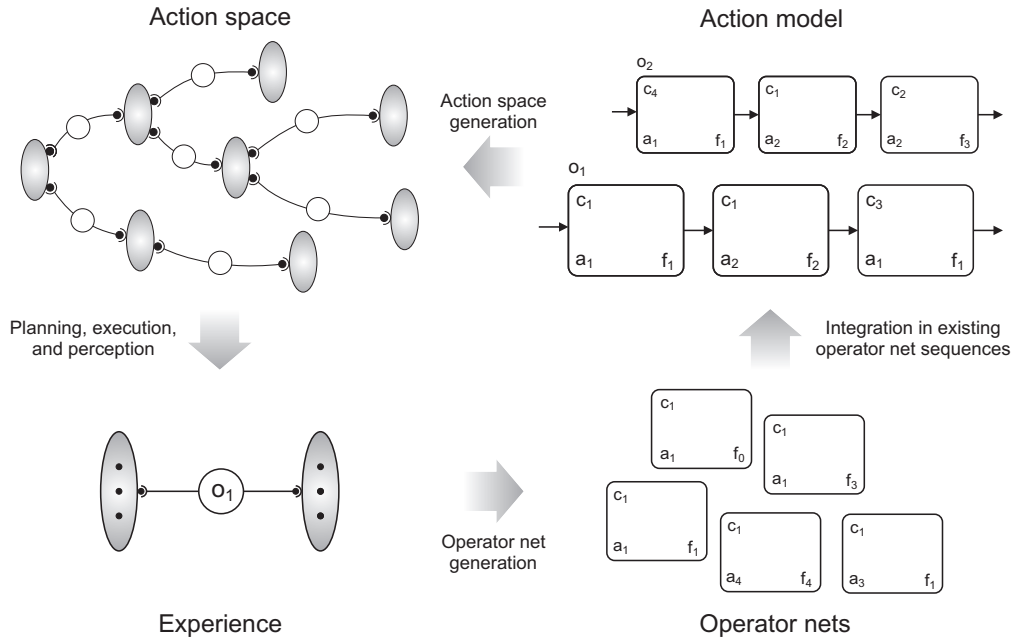 Action space
Action model
Action space
generation
o₂
c₄
a₁ f₁
c₁
a₂ f₂
c₂
a₂ f₃
o₁
c₁
a₁ f₁
c₁
a₂ f₂
c₃
a₁ f₁
Planning, execution,
and perception
Integration in existing
operator net sequences
o₁
Operator net
generation
c₁
a₁ f₀
c₁
a₁ f₃
c₁
a₁ f₁
c₁
a₄ f₄
c₁
a₃ f₁
Experience
Operator nets